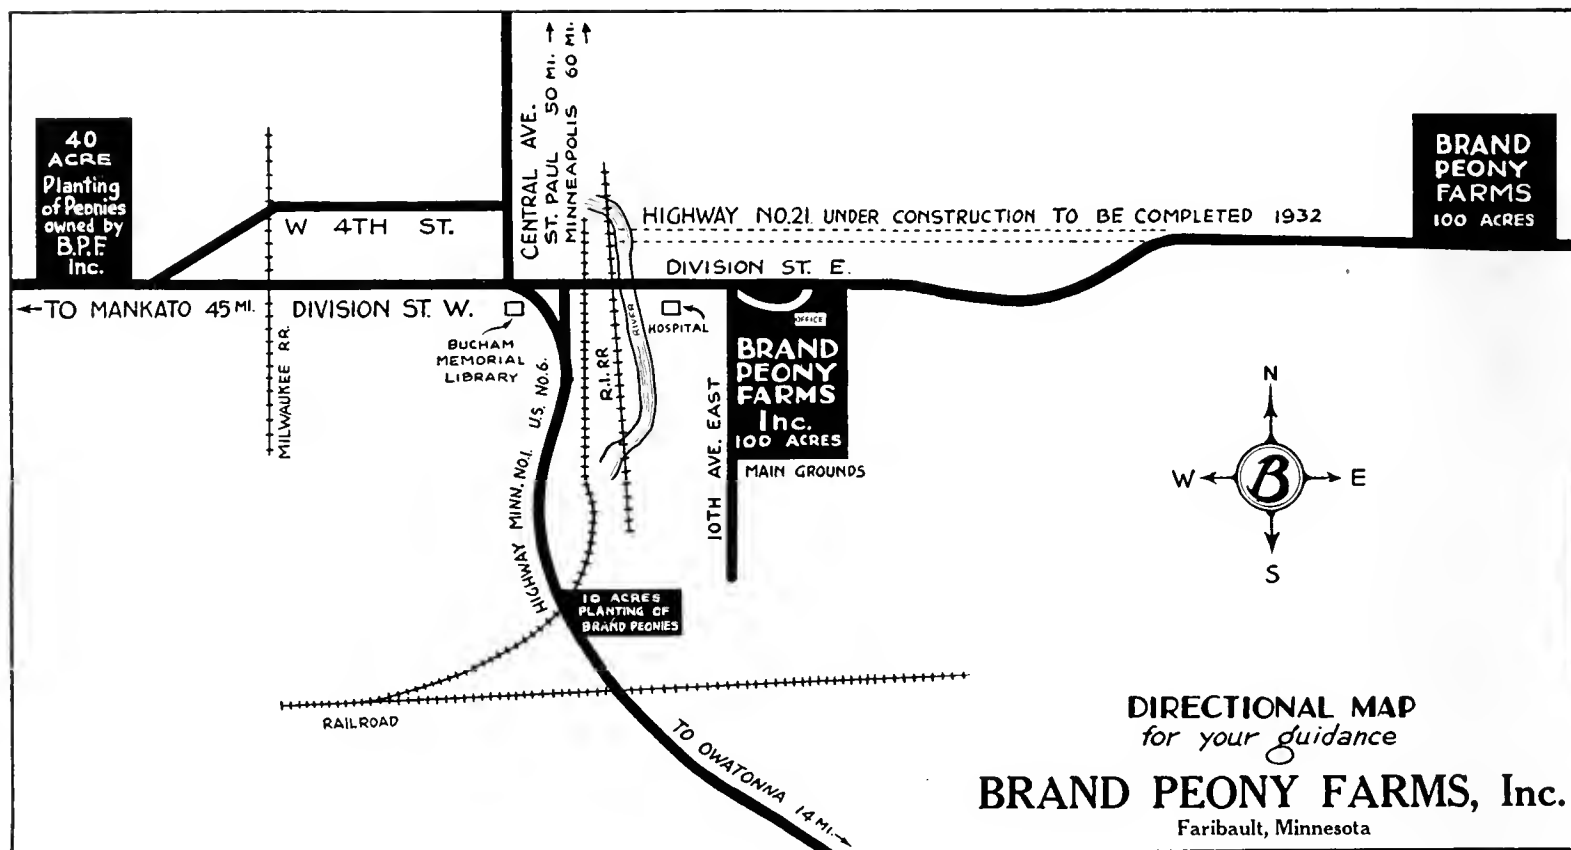 40
ACRE
Planting
of Peonies
owned by
B.P.F.
Inc.
W 4TH ST.
CENTRAL AVE.
ST. PAUL 50 MI. →
MINNEAPOLIS 60 MI. →
HIGHWAY NO.21. UNDER CONSTRUCTION TO BE COMPLETED 1932
BRAND
PEONY
FARMS
100 ACRES
DIVISION ST. E.
←TO MANKATO 45 MI.
DIVISION ST. W.
MILWAUKEE RR.
BUCHAM
MEMORIAL
LIBRARY
HIGHWAY MINN. NO.1. U.S. NO.6.
R.I. RR
RIVER
HOSPITAL
10TH AVE. EAST
OFFICE
BRAND
PEONY
FARMS
Inc.
100 ACRES
MAIN GROUNDS
N
W
B
E
S
10 ACRES
PLANTING OF
BRAND PEONIES
RAILROAD
TO OWATONNA 14 MI.→
DIRECTIONAL MAP
for your guidance
BRAND PEONY FARMS, Inc.
Faribault, Minnesota